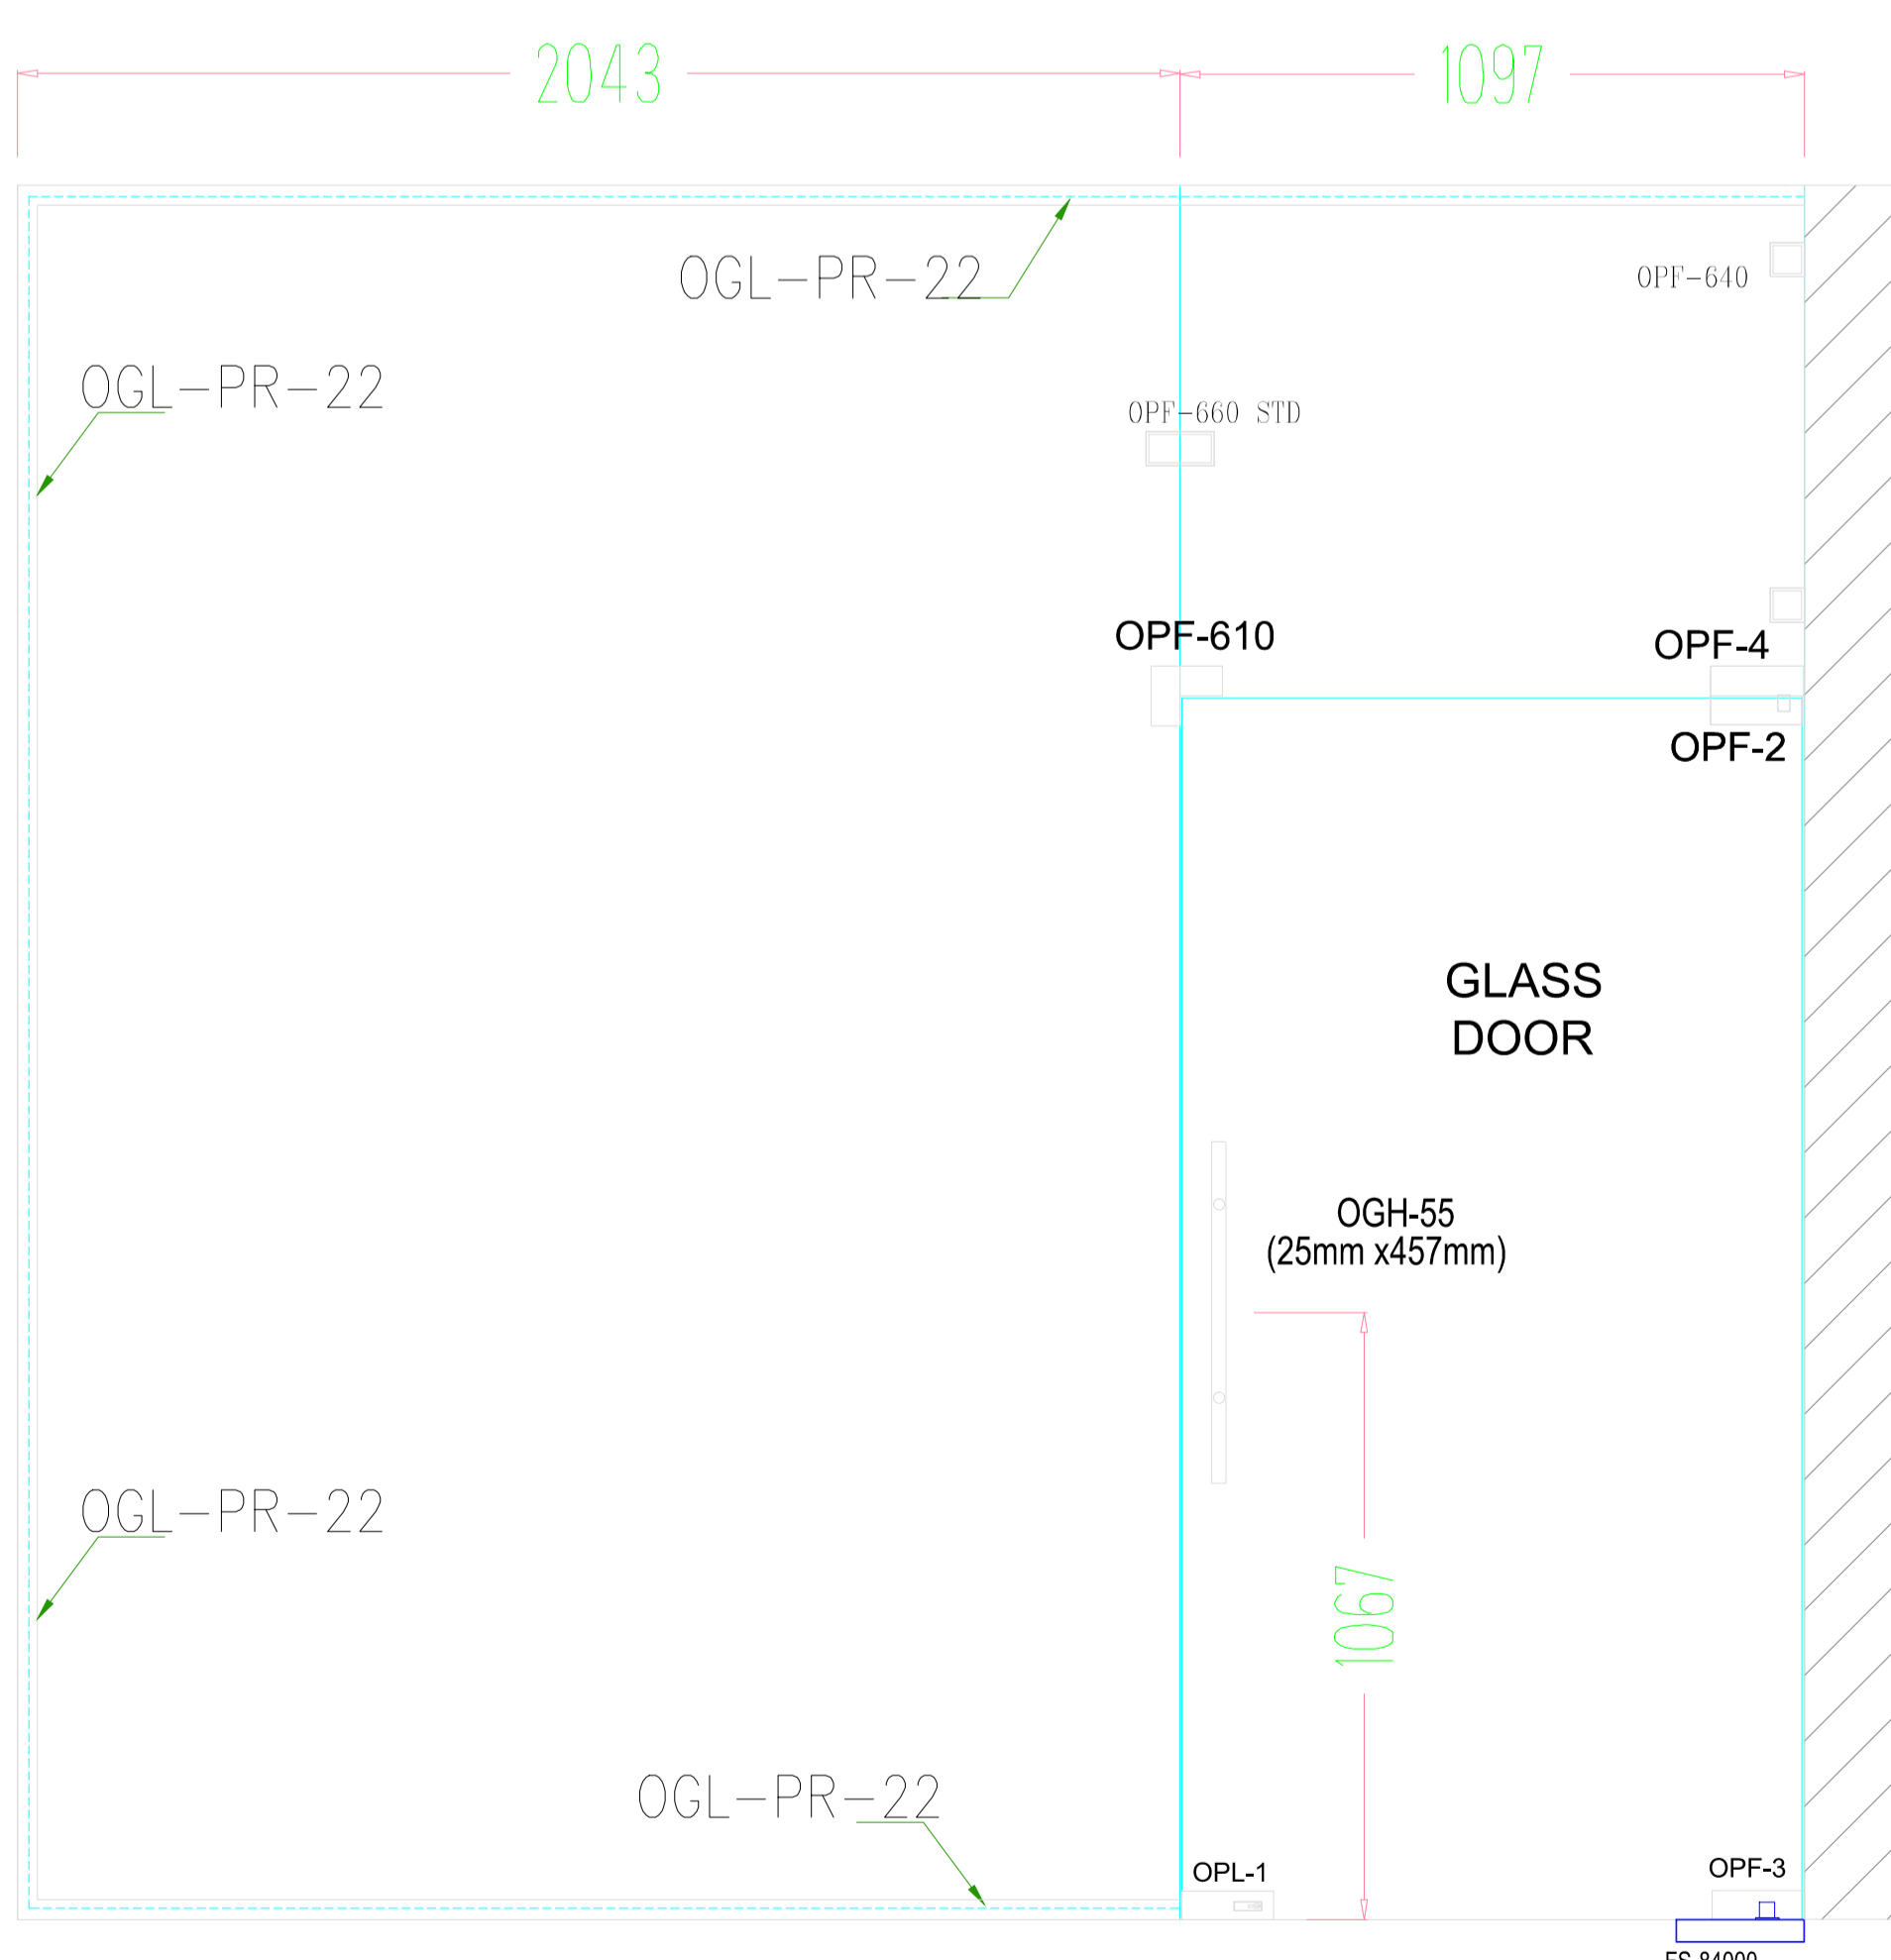 2043
1097
OGL-PR-22
OPF-640
OGL-PR-22
OPF-660 STD
OPF-610
OPF-4
OPF-2
GLASS
DOOR
OGH-55
(25mm x457mm)
1067
OGL-PR-22
OGL-PR-22
OPL-1
OPF-3